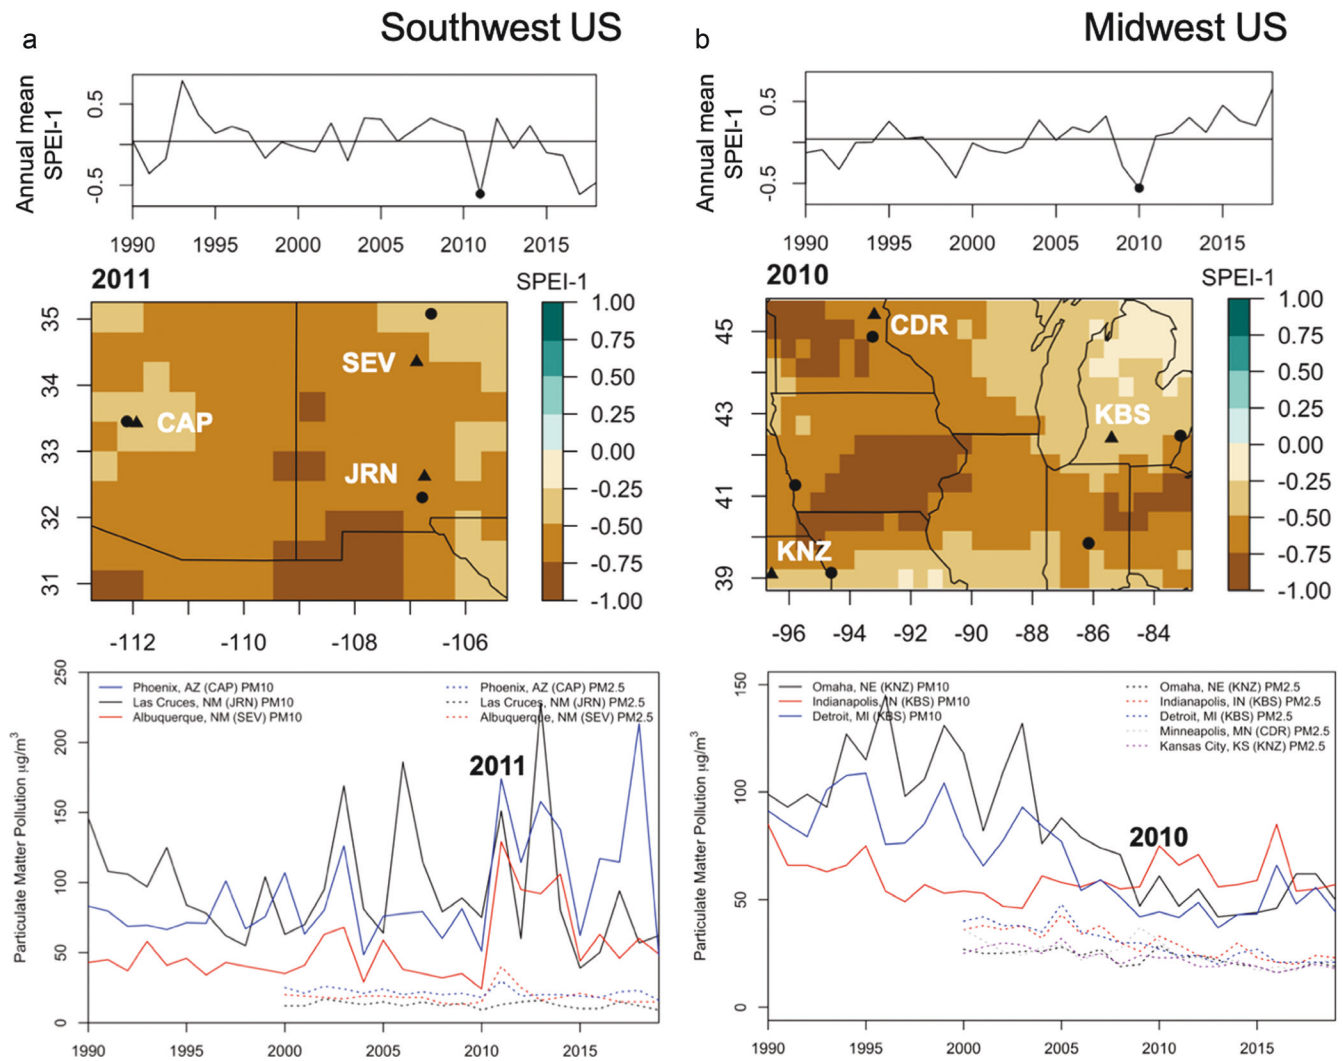 a
Southwest US
Annual mean
SPEI-1
0.5
-0.5
1990 1995 2000 2005 2010 2015
2011
SPEI-1
35
34
33
32
31
SEV
CAP
JRN
1.00
0.75
0.50
0.25
0.00
-0.25
-0.50
-0.75
-1.00
-112 -110 -108 -106
Particulate Matter Pollution µg/m³
250
200
150
100
50
0
Phoenix, AZ (CAP) PM10
Las Cruces, NM (JRN) PM10
Albuquerque, NM (SEV) PM10
Phoenix, AZ (CAP) PM2.5
Las Cruces, NM (JRN) PM2.5
Albuquerque, NM (SEV) PM2.5
2011
1990 1995 2000 2005 2010 2015
b
Midwest US
Annual mean
SPEI-1
0.5
-0.5
1990 1995 2000 2005 2010 2015
2010
SPEI-1
45
43
41
39
CDR
KBS
KNZ
1.00
0.75
0.50
0.25
0.00
-0.25
-0.50
-0.75
-1.00
-96 -94 -92 -90 -88 -86 -84
Particulate Matter Pollution µg/m³
150
100
50
0
Omaha, NE (KNZ) PM10
Indianapolis, IN (KBS) PM10
Detroit, MI (KBS) PM10
Omaha, NE (KNZ) PM2.5
Indianapolis, IN (KBS) PM2.5
Detroit, MI (KBS) PM2.5
Minneapolis, MN (CDR) PM2.5
Kansas City, KS (KNZ) PM2.5
2010
1990 1995 2000 2005 2010 2015